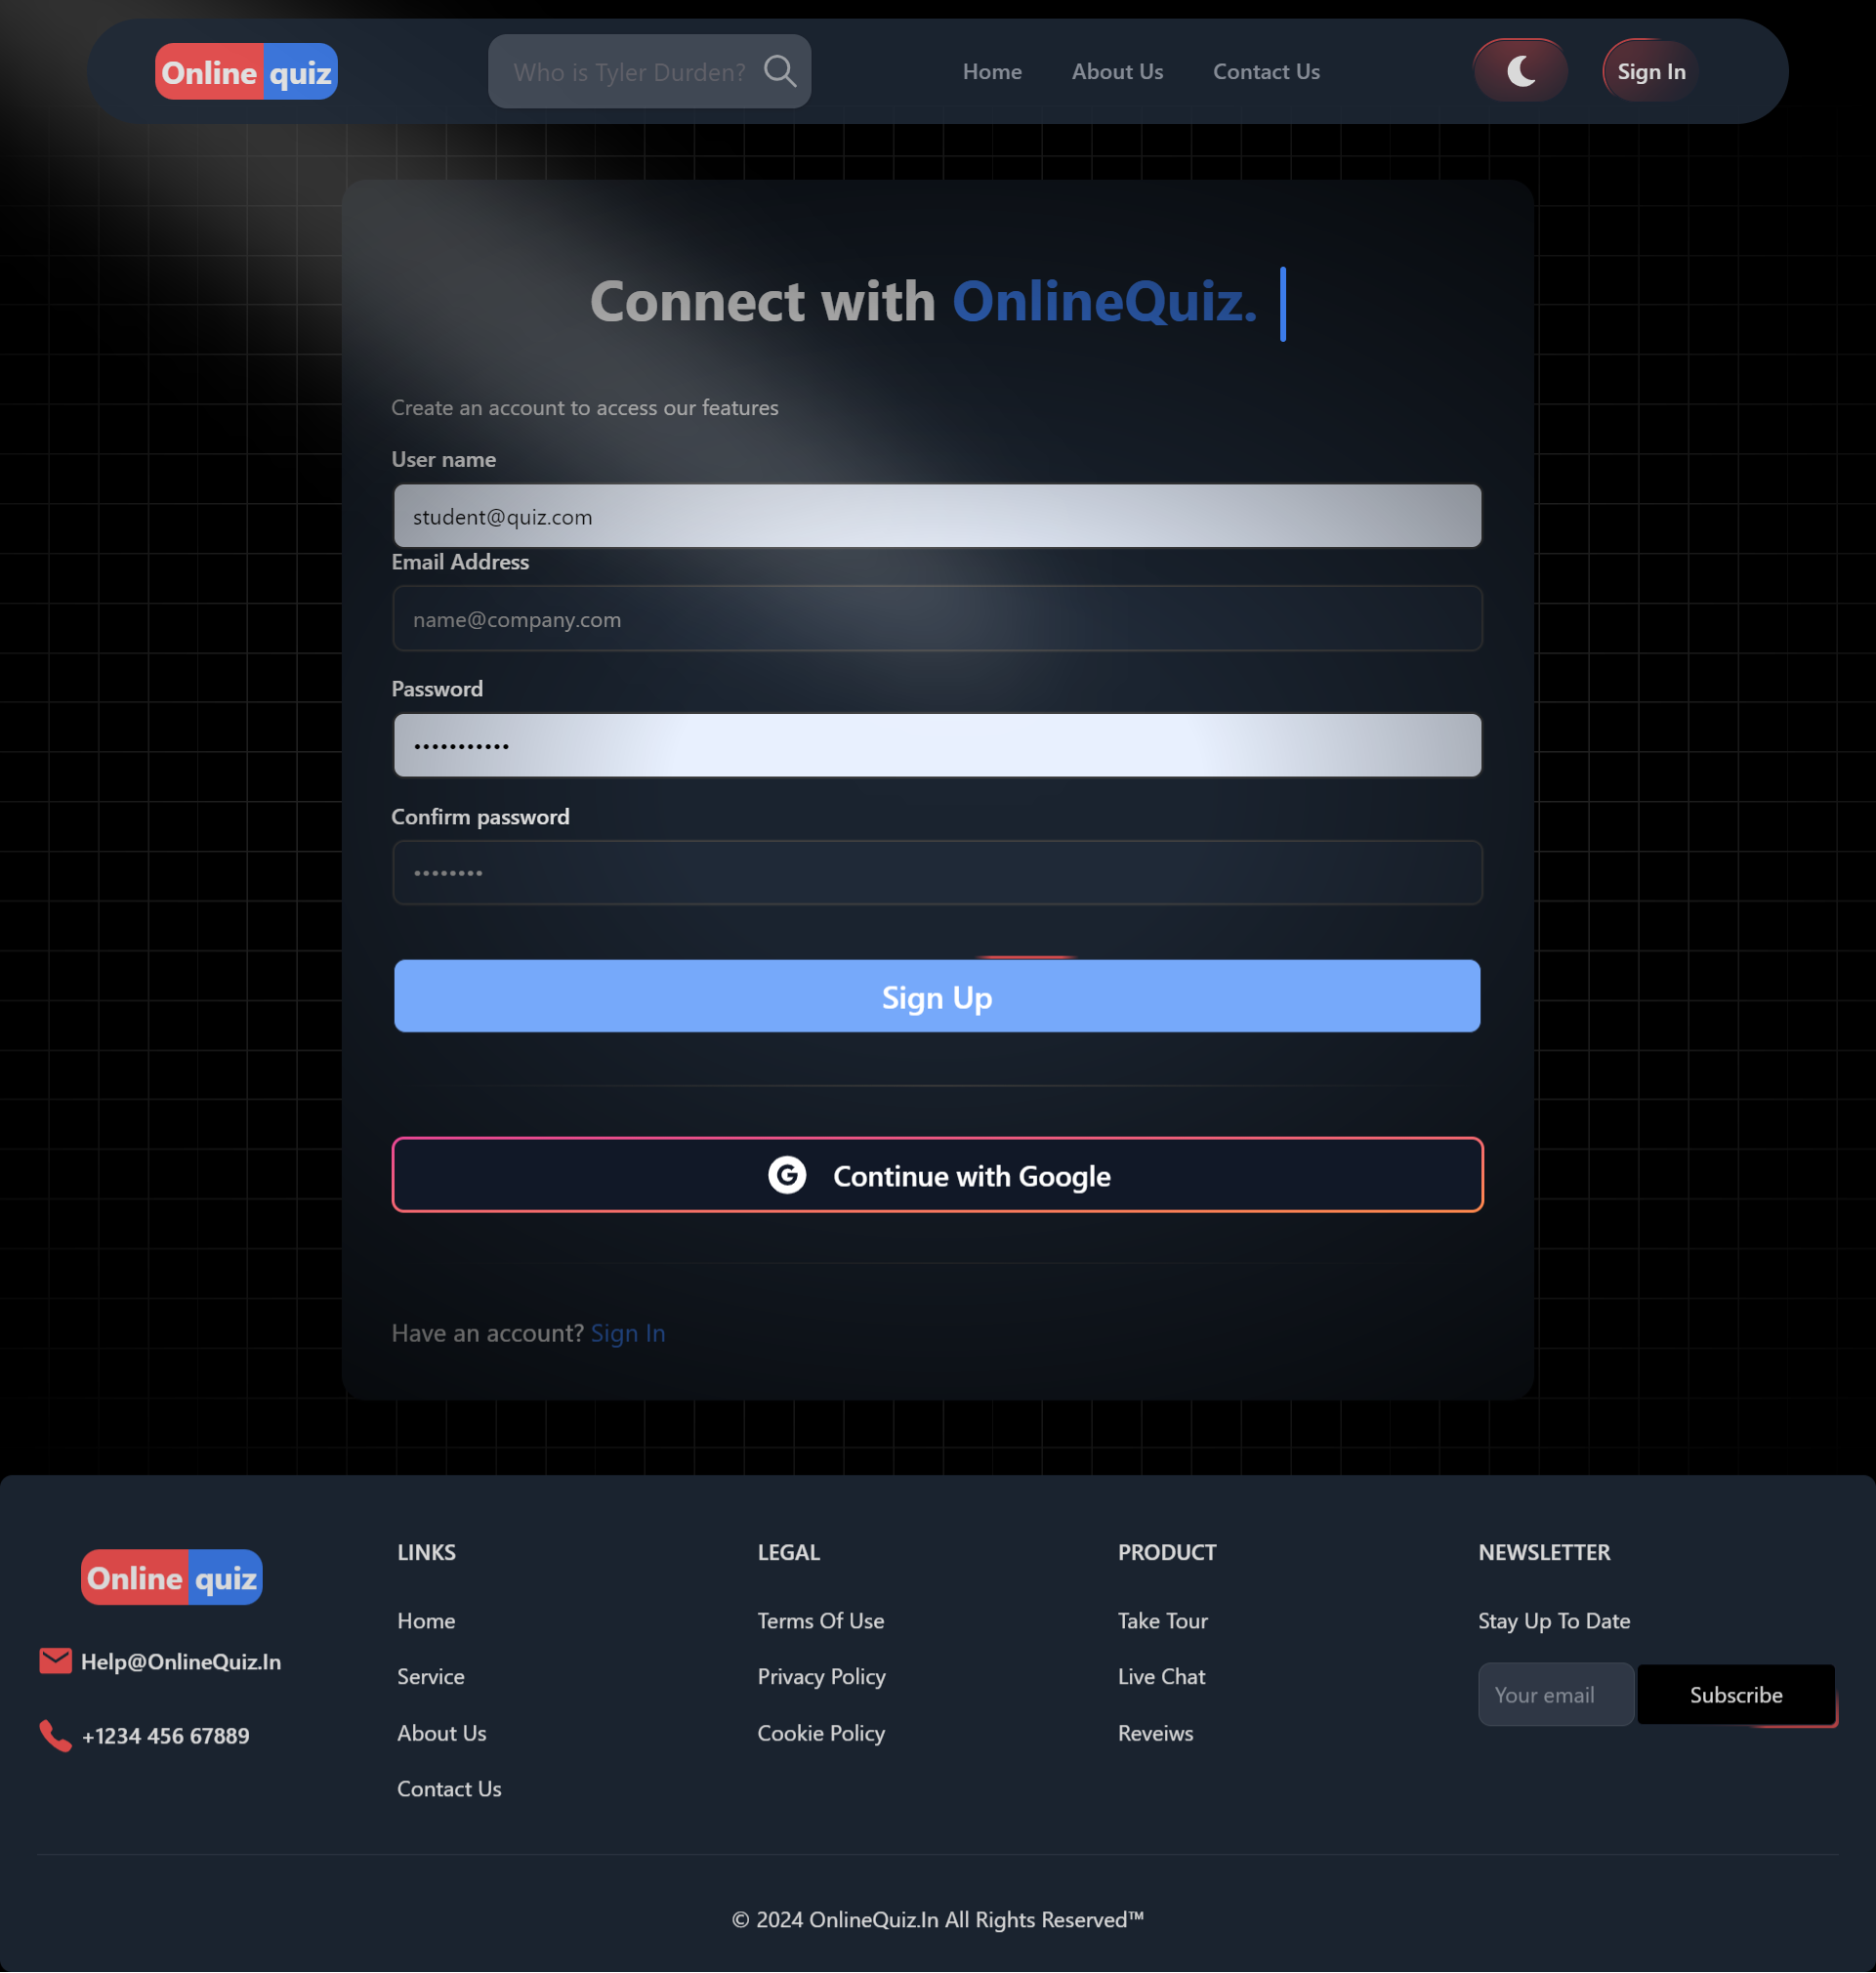 Online quiz
Who is Tyler Durden?
Home
About Us
Contact Us
Sign In
Connect with OnlineQuiz.
Create an account to access our features
User name
student@quiz.com
Email Address
name@company.com
Password
•••••••••••
Confirm password
••••••••
Sign Up
G Continue with Google
Have an account? Sign In
Online quiz
Help@OnlineQuiz.In
+1234 456 67889
LINKS
Home
Service
About Us
Contact Us
LEGAL
Terms Of Use
Privacy Policy
Cookie Policy
PRODUCT
Take Tour
Live Chat
Reveiws
NEWSLETTER
Stay Up To Date
Your email
Subscribe
© 2024 OnlineQuiz.In All Rights Reserved™